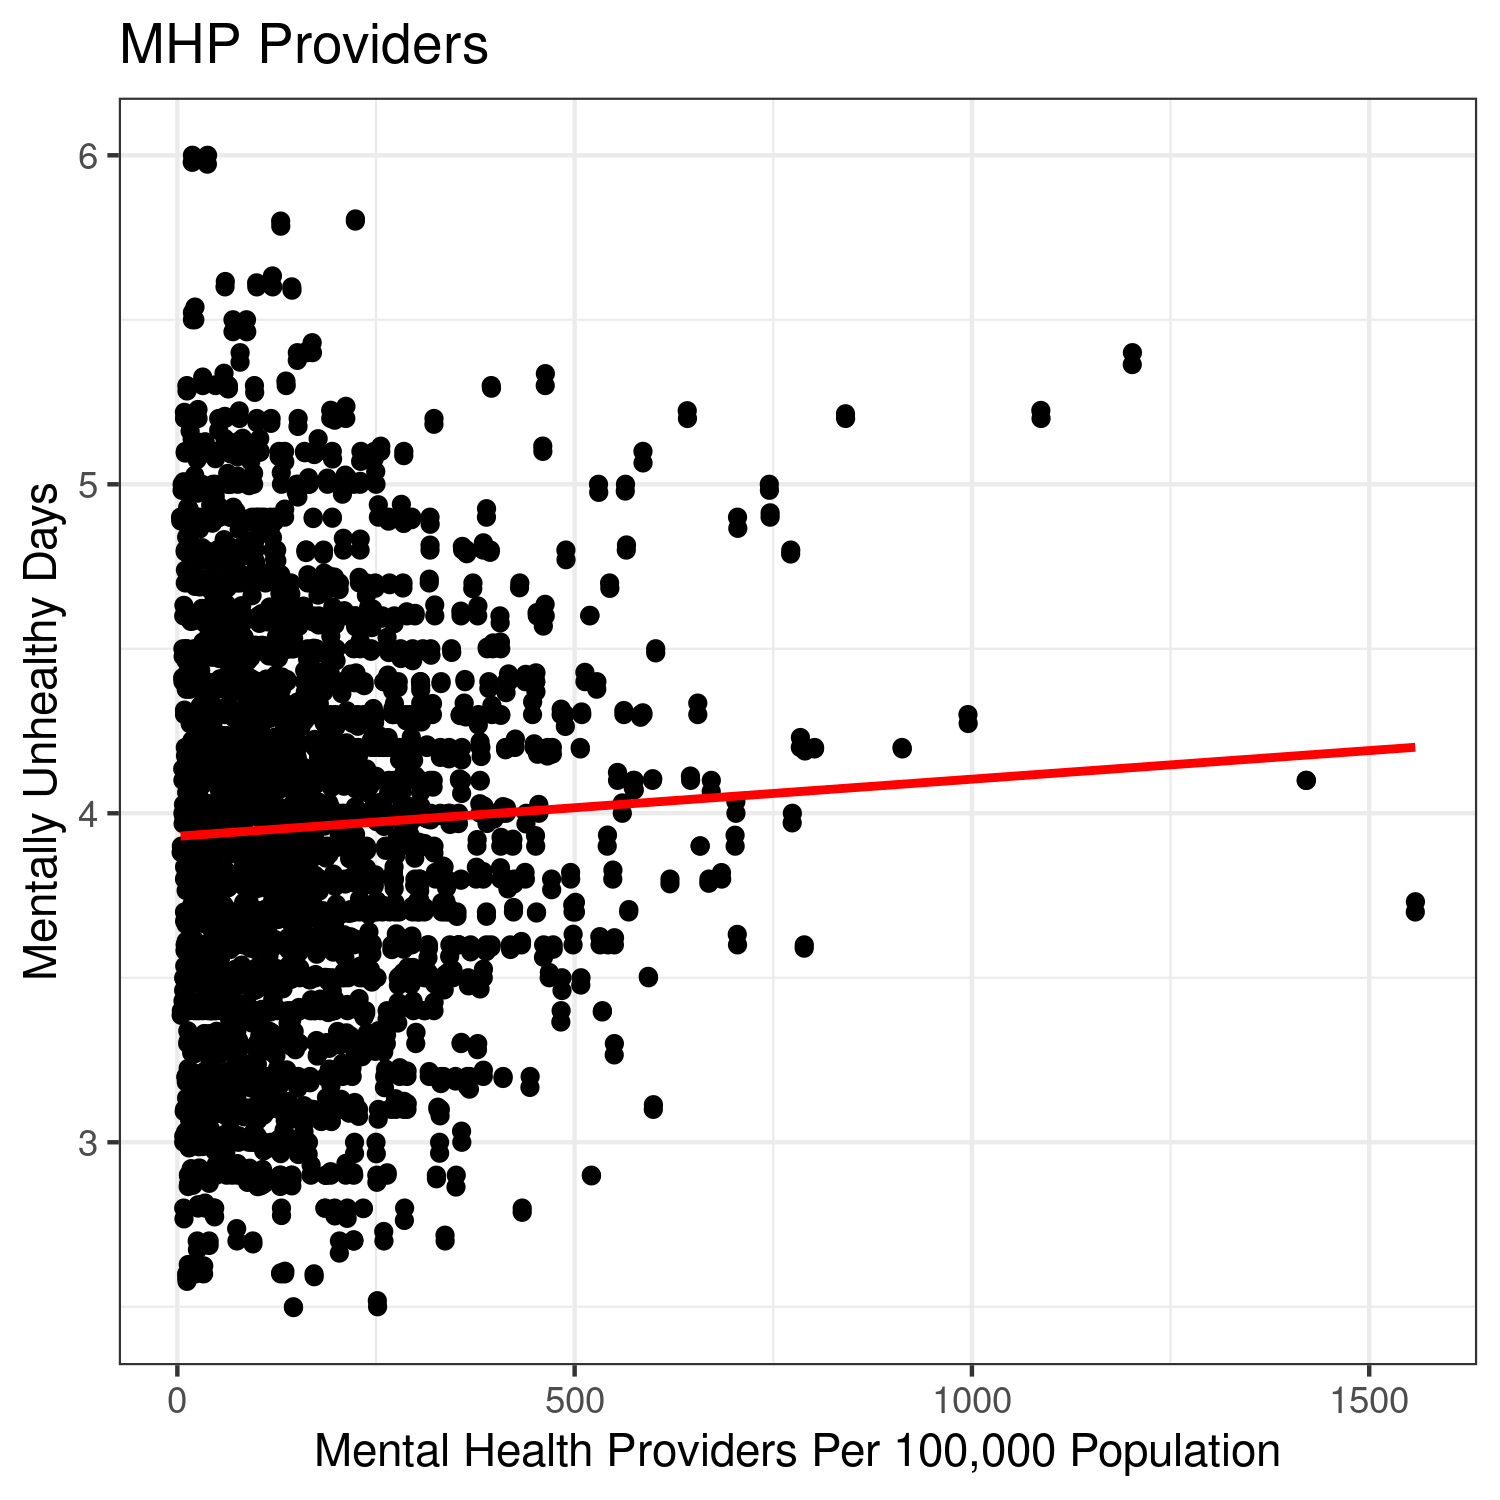 MHP Providers
Mentally Unhealthy Days
6
5
4
3
0 500 1000 1500
Mental Health Providers Per 100,000 Population